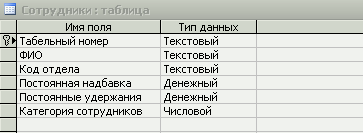 Сотрудники : таблица
Имя поля Тип данных
Табельный номер Текстовый
ФИО Текстовый
Код отдела Текстовый
Постоянная надбавка Денежный
Постоянные удержания Денежный
Категория сотрудников Числовой